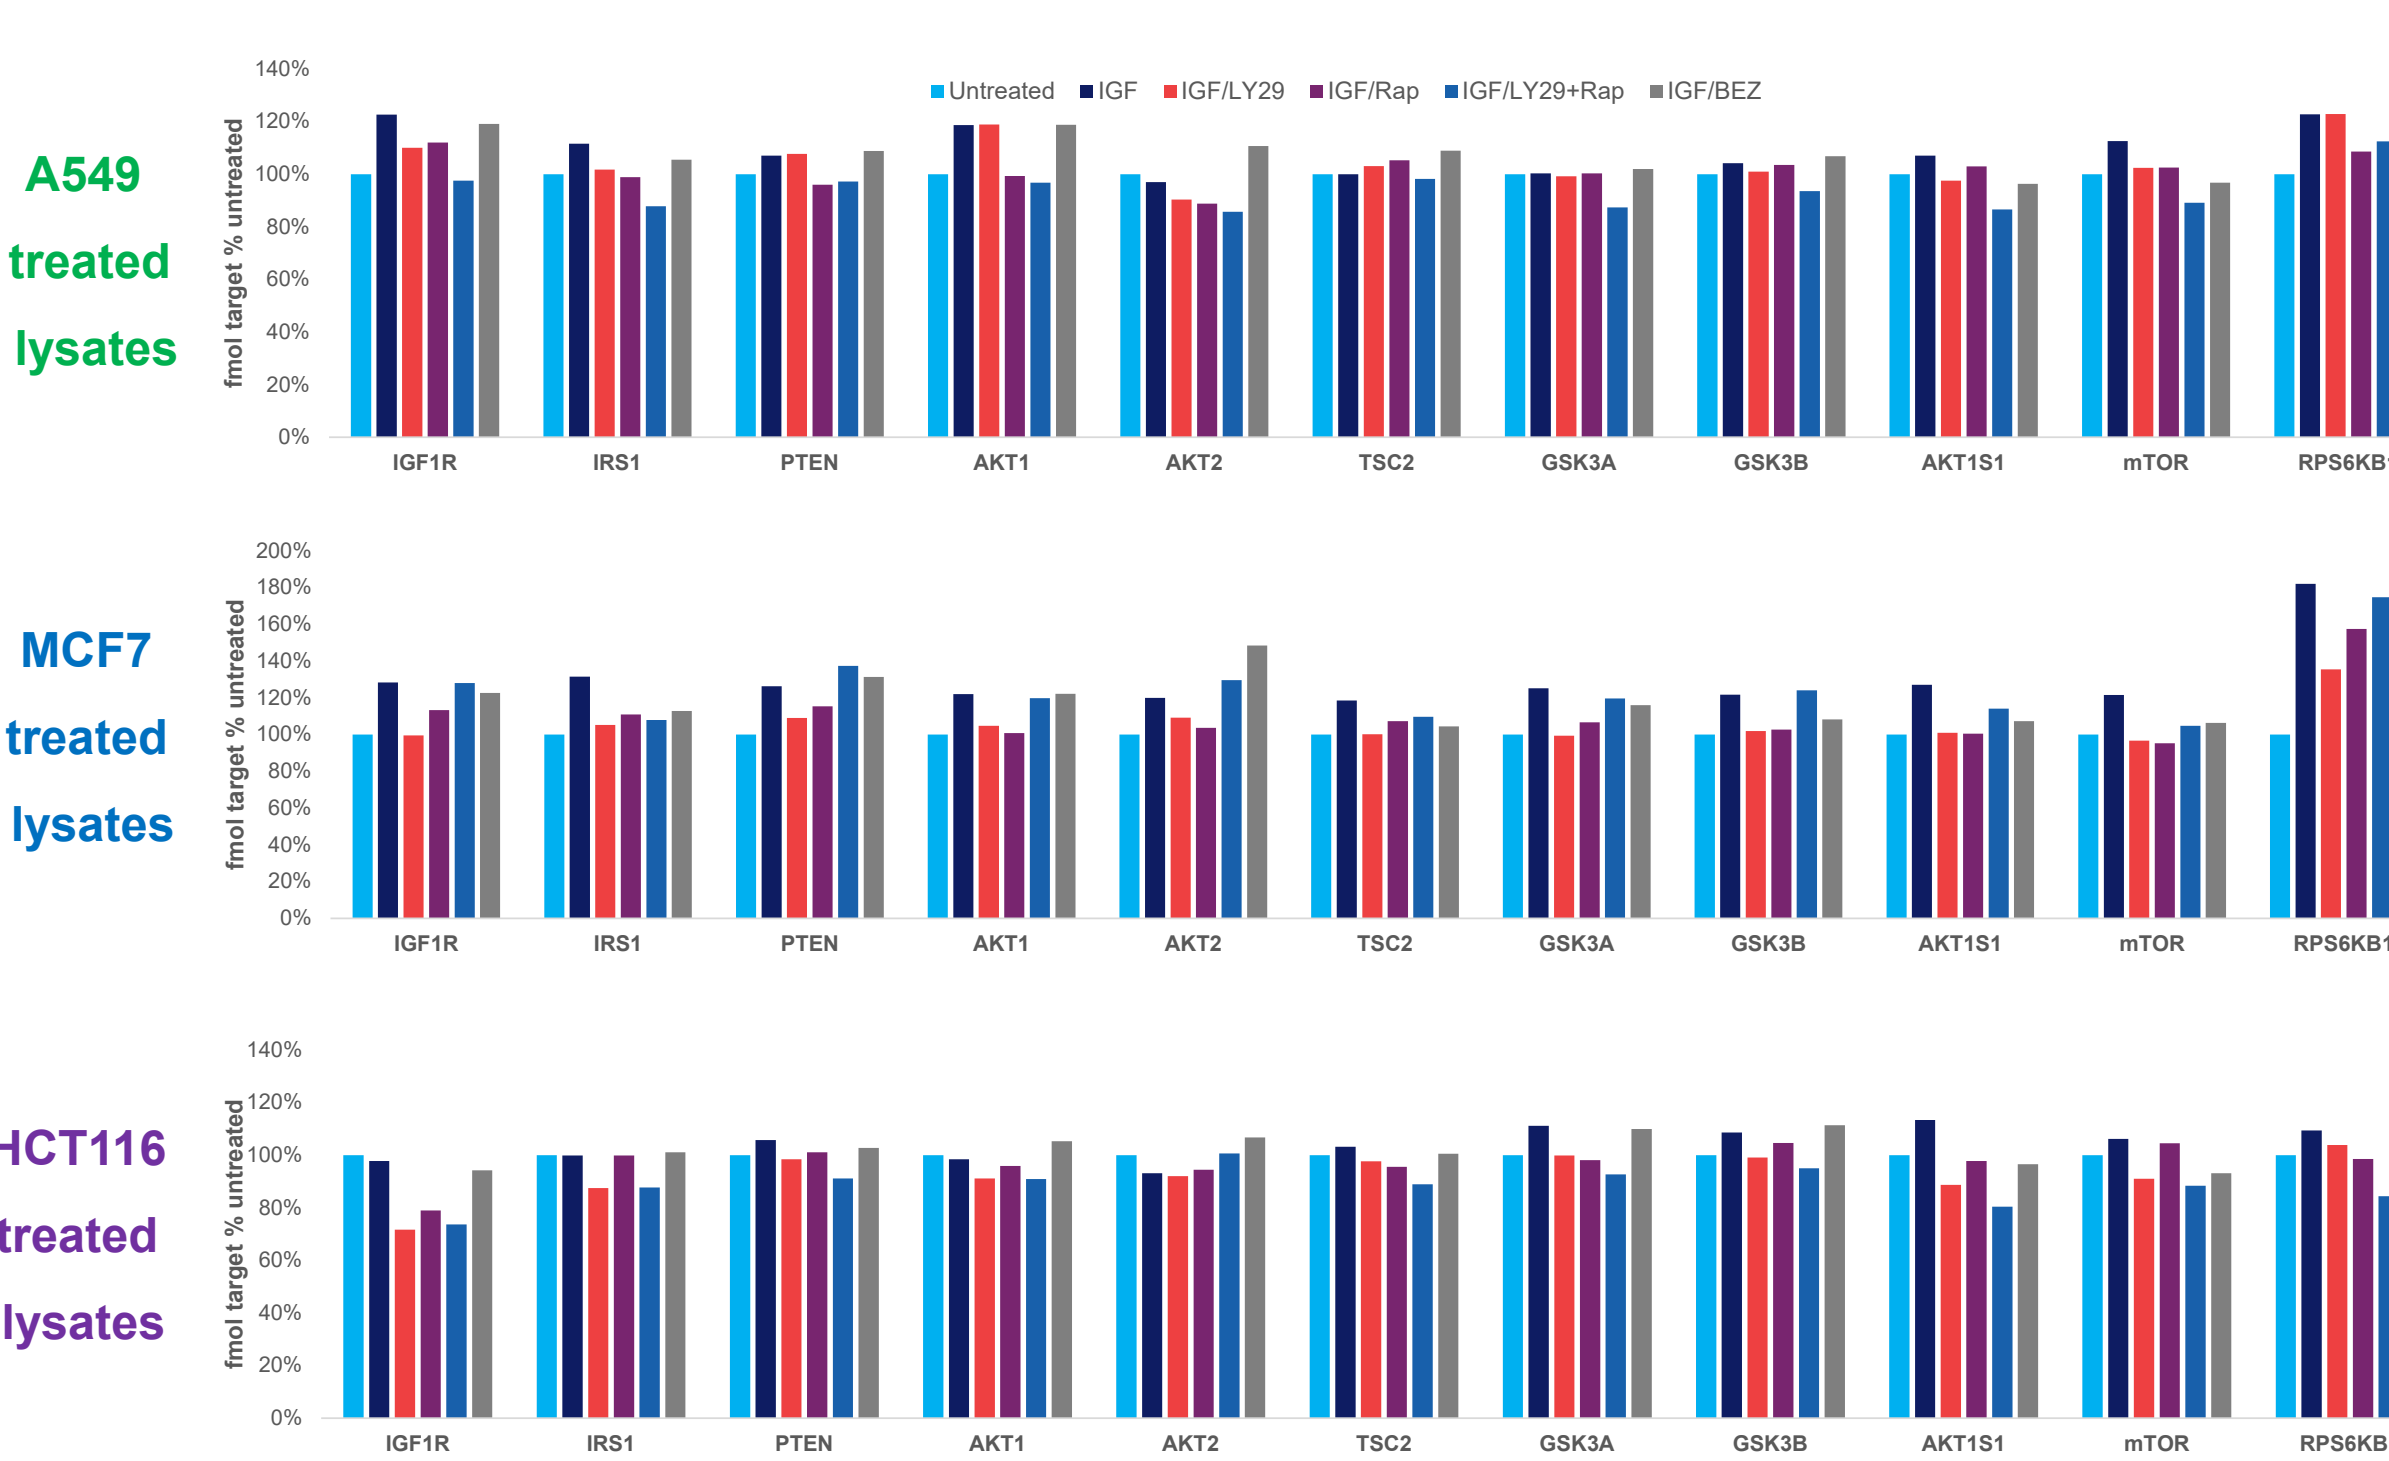 140%
Untreated IGF IGF/LY29 IGF/Rap IGF/LY29+Rap IGF/BEZ
120%
100%
80%
60%
40%
20%
0%
fmol target % untreated
A549
treated
lysates
IGF1R IRS1 PTEN AKT1 AKT2 TSC2 GSK3A GSK3B AKT1S1 mTOR RPS6KB1
200%
180%
160%
140%
120%
100%
80%
60%
40%
20%
0%
fmol target % untreated
MCF7
treated
lysates
IGF1R IRS1 PTEN AKT1 AKT2 TSC2 GSK3A GSK3B AKT1S1 mTOR RPS6KB1
140%
120%
100%
80%
60%
40%
20%
0%
fmol target % untreated
HCT116
treated
lysates
IGF1R IRS1 PTEN AKT1 AKT2 TSC2 GSK3A GSK3B AKT1S1 mTOR RPS6KB